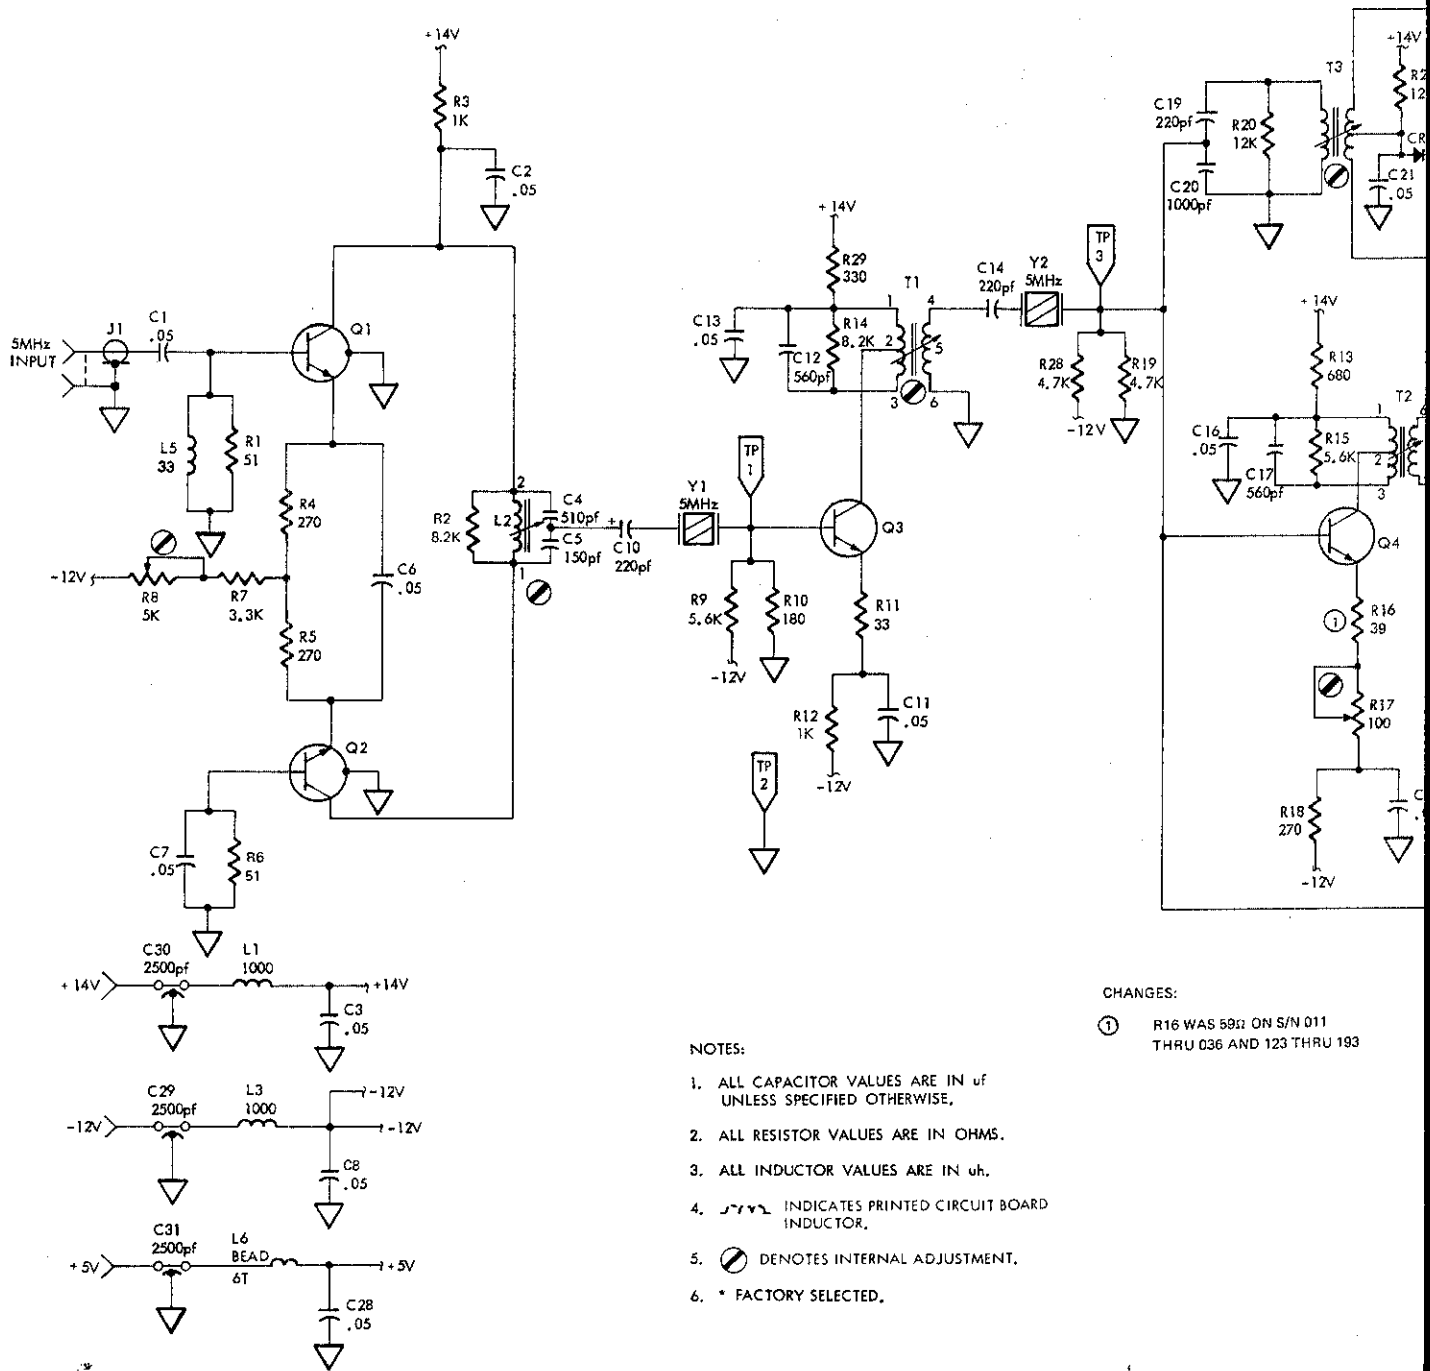 +14V
R3
1K
C2
.05
5MHz
INPUT
J1
C1
.05
Q1
L5
33
R1
51
R4
270
-12V
R8
5K
R7
3.3K
R5
270
C6
.05
Q2
C7
.05
R6
51
2
R2
8.2K
L2
C4
510pf
C5
150pf
1
+
C10
220pf
Y1
5MHz
TP
1
R9
5.6K
-12V
R10
180
Q3
R11
33
R12
1K
-12V
C11
.05
TP
2
+14V
R29
330
C13
.05
C12
560pf
R14
8.2K
T1
1
2
3
4
5
6
C14
220pf
Y2
5MHz
TP
3
R28
4.7K
-12V
R19
4.7K
C19
220pf
C20
1000pf
R20
12K
T3
+14V
C21
.05
+14V
R13
680
C16
.05
C17
560pf
R15
5.6K
T2
1
2
3
Q4
1
R16
39
R17
100
R18
270
-12V
+14V
C30
2500pf
L1
1000
+14V
C3
.05
-12V
C29
2500pf
L3
1000
-12V
-12V
C8
.05
+5V
C31
2500pf
L6
BEAD
6T
+5V
C28
.05
NOTES:
1. ALL CAPACITOR VALUES ARE IN uf
UNLESS SPECIFIED OTHERWISE.
2. ALL RESISTOR VALUES ARE IN OHMS.
3. ALL INDUCTOR VALUES ARE IN uh.
4. INDICATES PRINTED CIRCUIT BOARD
INDUCTOR.
5. DENOTES INTERNAL ADJUSTMENT.
6. * FACTORY SELECTED.
CHANGES:
1 R16 WAS 59Ω ON S/N 011
THRU 036 AND 123 THRU 193